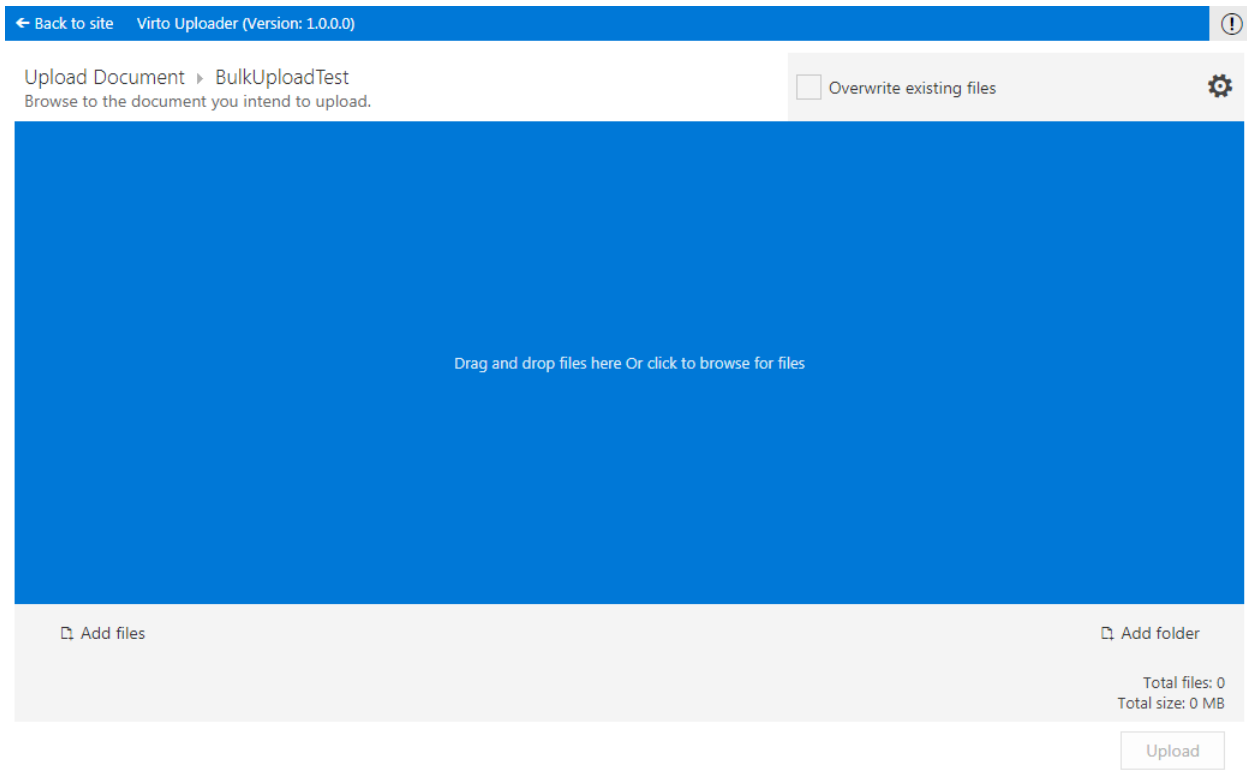 Back to site Virto Uploader (Version: 1.0.0.0)
Upload Document BulkUploadTest
Browse to the document you intend to upload.
Overwrite existing files
Drag and drop files here Or click to browse for files
Add files
Add folder
Total files: 0
Total size: 0 MB
Upload